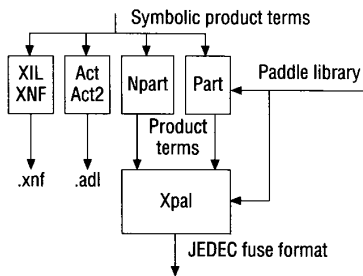 Symbolic product terms
XIL
XNF
Act
Act2
Npart
Part
Paddle library
Product
terms
.xnf
.adl
Xpal
JEDEC fuse format